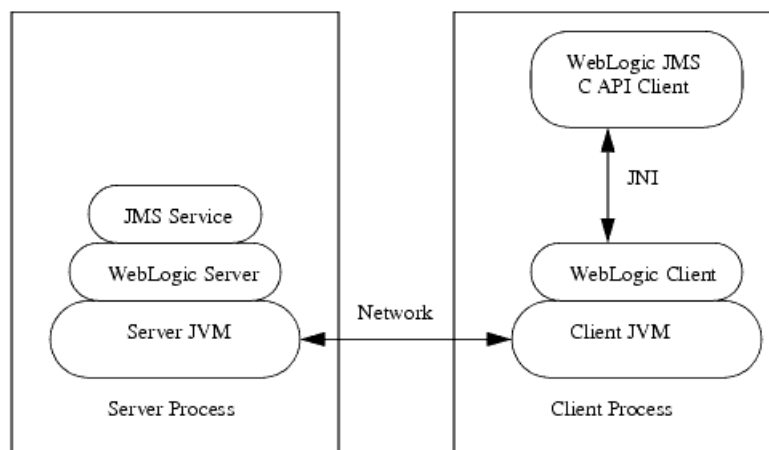 WebLogic JMS
C API Client
JNI
JMS Service
WebLogic Server
WebLogic Client
Network
Server JVM
Client JVM
Server Process
Client Process